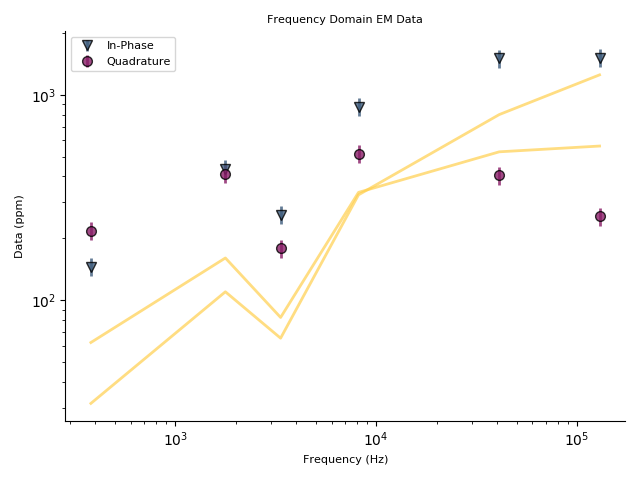 Frequency Domain EM Data
In-Phase
Quadrature
Data (ppm)
10³
10²
10³ 10⁴ 10⁵
Frequency (Hz)